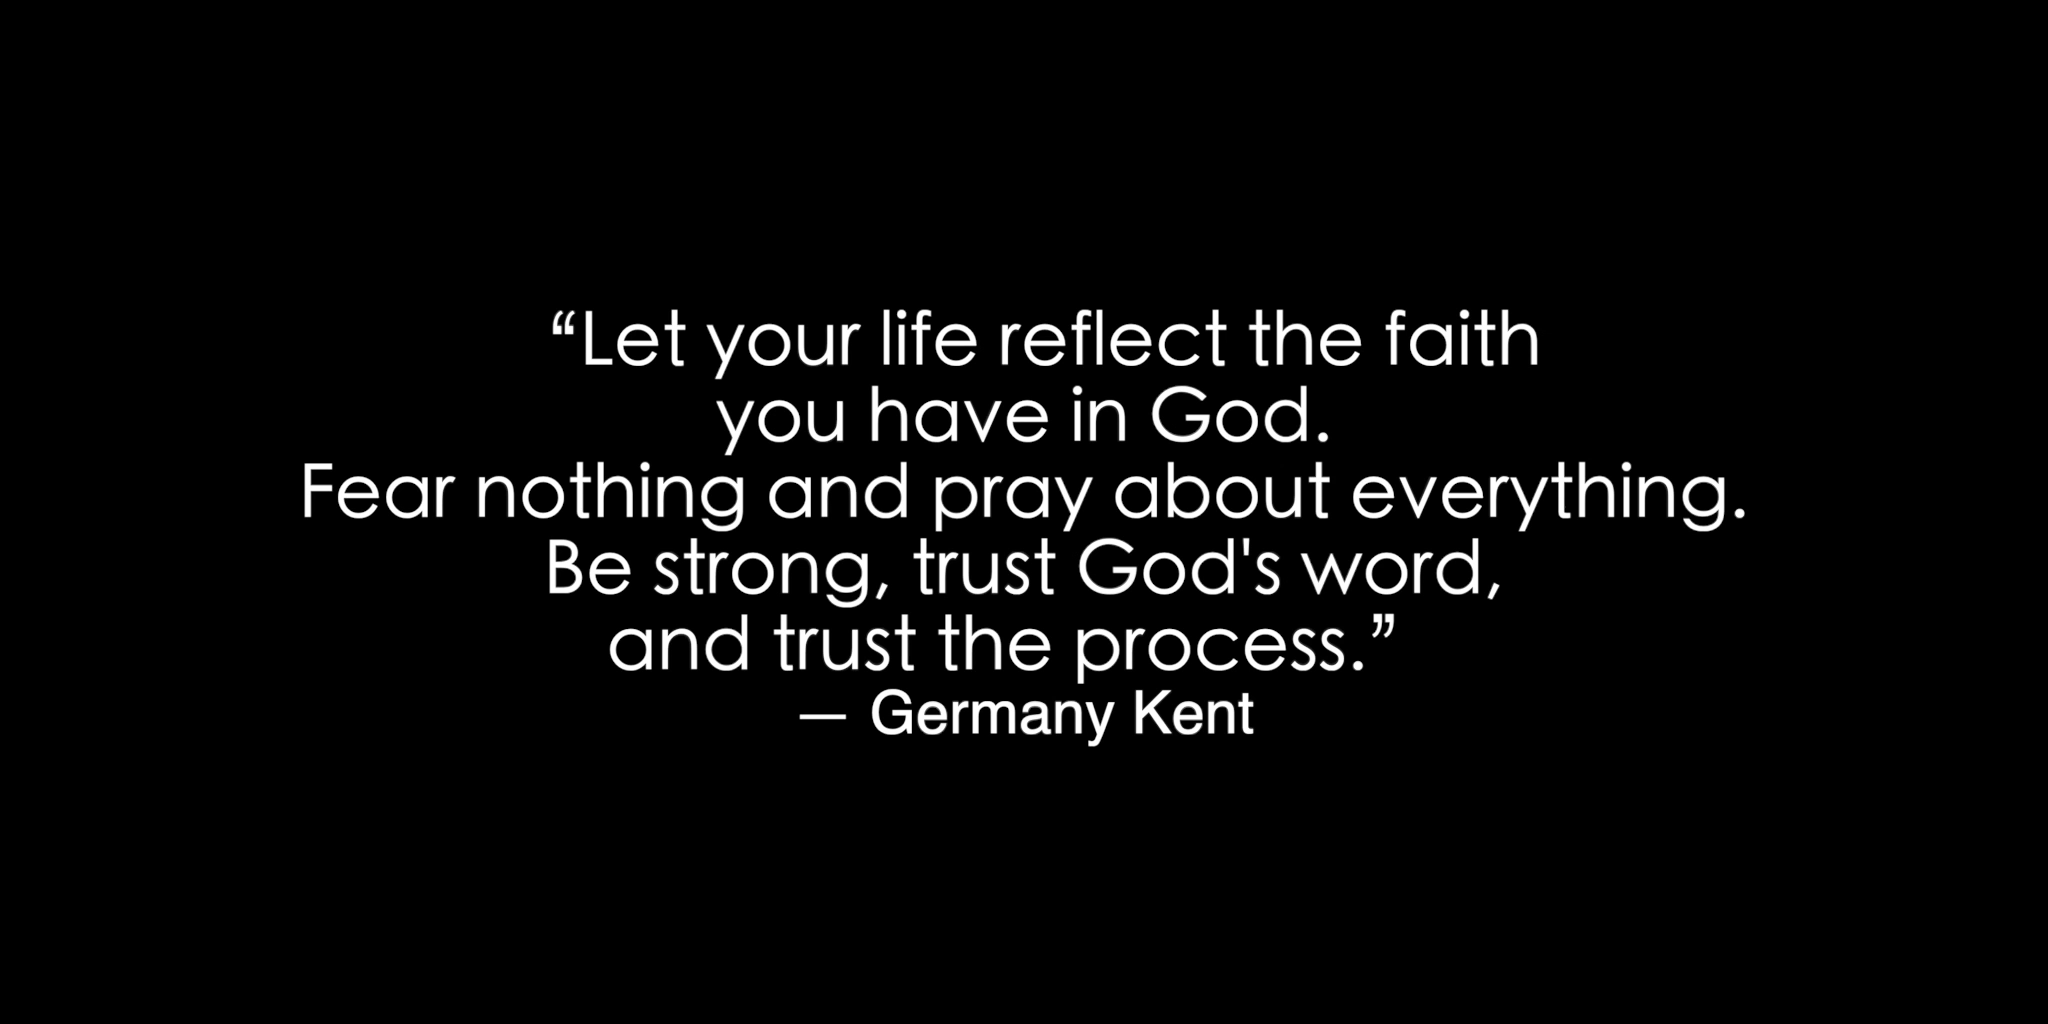 “Let your life reflect the faith
you have in God.
Fear nothing and pray about everything.
Be strong, trust God's word,
and trust the process.”
— Germany Kent